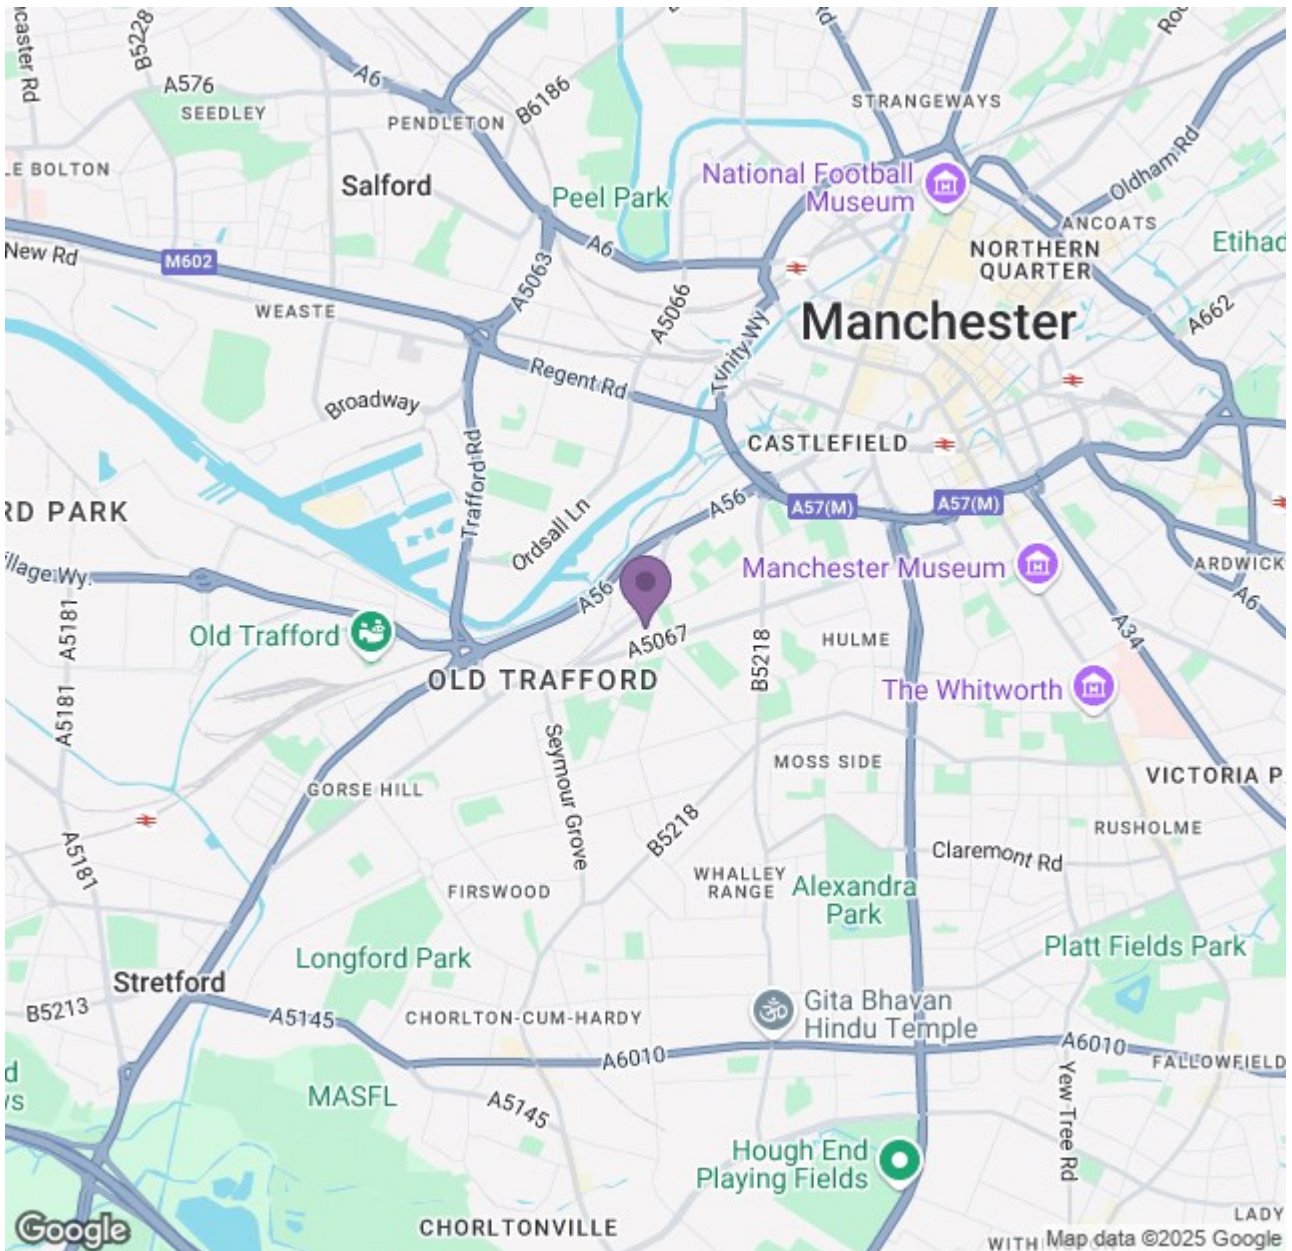 ncaster Rd
B5228
A576
SEEDLEY
A6
PENDLETON
B6186
STRANGEWAYS
LE BOLTON
Salford
Peel Park
National Football
Museum
Oldham Rd
ANCOATS
NORTHERN
QUARTER
Etihad
New Rd
M602
A5063
A6
WEASTE
A5066
Manchester
A662
Trinity Wy
Regent Rd
Broadway
CASTLEFIELD
Trafford Rd
RD PARK
Ordsall Ln
A56
A57(M)
A57(M)
illage Wy.
Manchester Museum
ARDWICK
A6
A5181
A56
Old Trafford
A5067
B5218
HULME
A34
OLD TRAFFORD
The Whitworth
A5181
Seymour Grove
MOSS SIDE
VICTORIA P
GORSE HILL
B5218
RUSHOLME
A5181
Claremont Rd
FIRSWOOD
WHALLEY
RANGE
Alexandra
Park
Longford Park
Platt Fields Park
Stretford
B5213
A5145
CHORLTON-CUM-HARDY
Gita Bhavan
Hindu Temple
A6010
A6010
FALLOWFIELD
d
vs
MASFL
A5145
Yew Tree Rd
Hough End
Playing Fields
LADY
CHORLTONVILLE
WITH
Google
Map data ©2025 Google